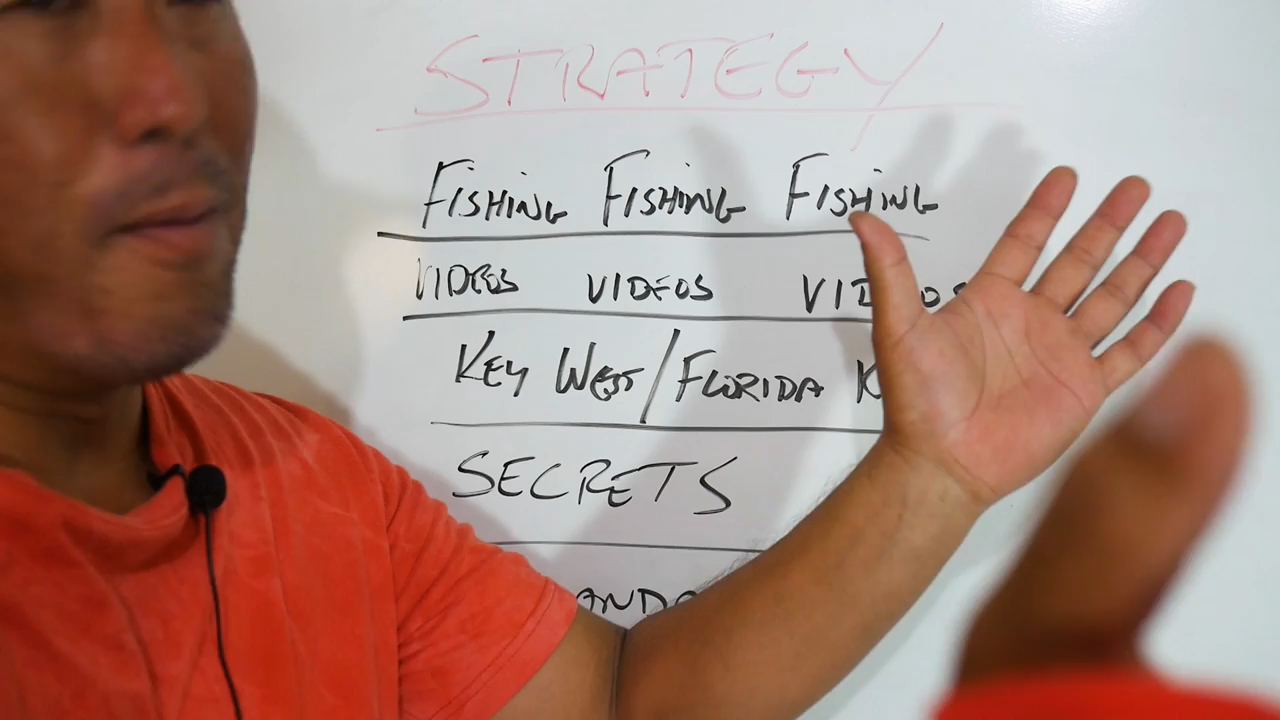 STRATEGY
FISHING FISHING FISHING
VIDEOS VIDEOS
KEY WEST/FLORIDA
SECRETS